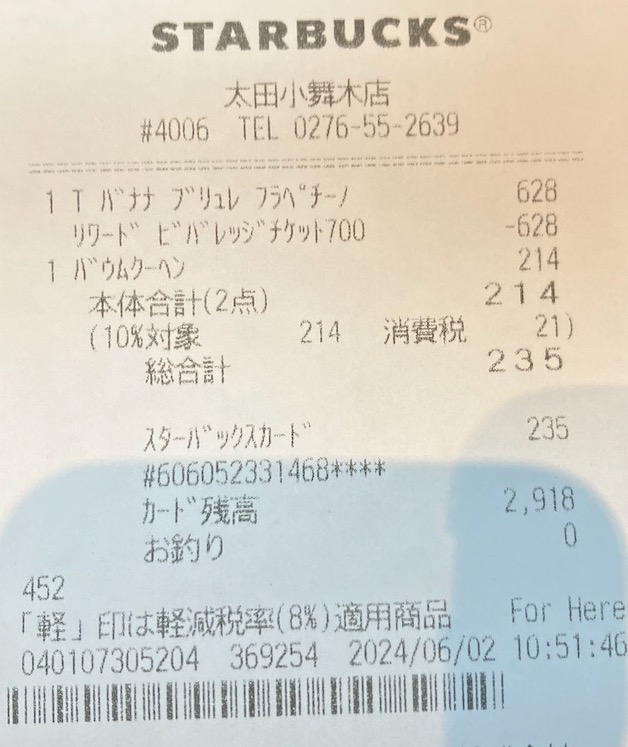 STARBUCKS®
太田小舞木店
#4006 TEL 0276-55-2639
1 T バナナ ブリュレ フラペチーノ 628
リワード ビバレッジチケット700 -628
1 バウムクーヘン 214
本体合計(2点) 214
(10%対象 214 消費税 21)
総合計 235
スターバックスカード 235
#606052331468****
カード残高 2,918
お釣り 0
452
「軽」印は軽減税率(8%)適用商品 For Here
040107305204 369254 2024/06/02 10:51:46